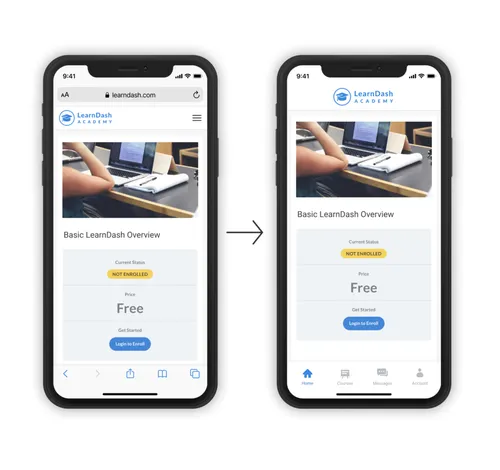 9:41
AA
learndash.com
LearnDash
ACADEMY
Basic LearnDash Overview
Current Status
NOT ENROLLED
Price
Free
Get Started
Login to Enroll
9:41
LearnDash
ACADEMY
Basic LearnDash Overview
Current Status
NOT ENROLLED
Price
Free
Get Started
Login to Enroll
Home
Courses
Messages
Account